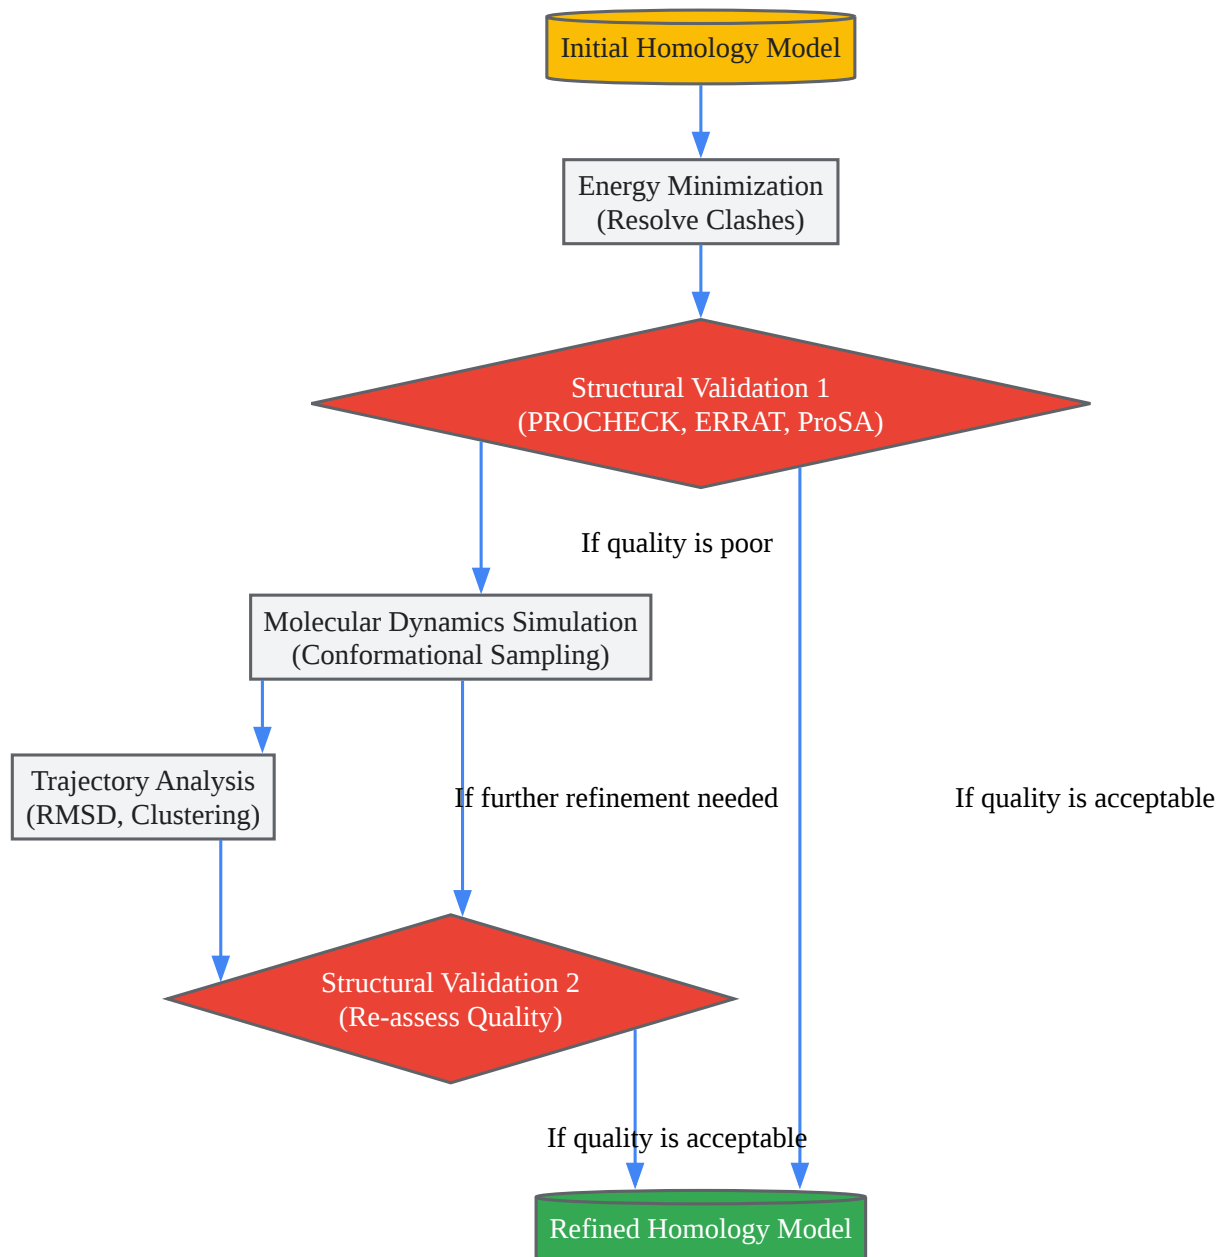 Initial Homology Model
Energy Minimization
(Resolve Clashes)
Structural Validation 1
(PROCHECK, ERRAT, ProSA)
If quality is poor
Molecular Dynamics Simulation
(Conformational Sampling)
Trajectory Analysis
(RMSD, Clustering)
If further refinement needed
If quality is acceptable
Structural Validation 2
(Re-assess Quality)
If quality is acceptable
Refined Homology Model